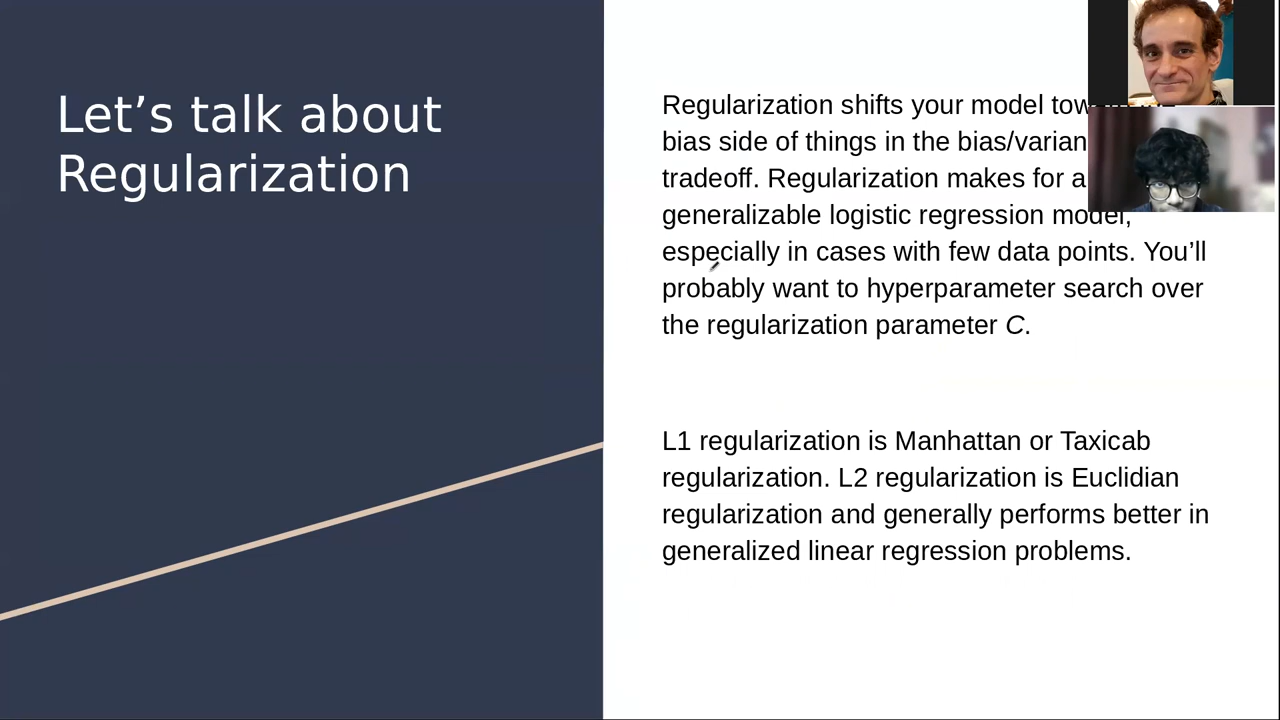 Let’s talk about
Regularization
Regularization shifts your model
bias side of things in the
tradeoff. Regularization makes for a
generalizable logistic regression model,
especially in cases with few data points. You’ll
probably want to hyperparameter search over
the regularization parameter C.
L1 regularization is Manhattan or Taxicab
regularization. L2 regularization is Euclidian
regularization and generally performs better in
generalized linear regression problems.